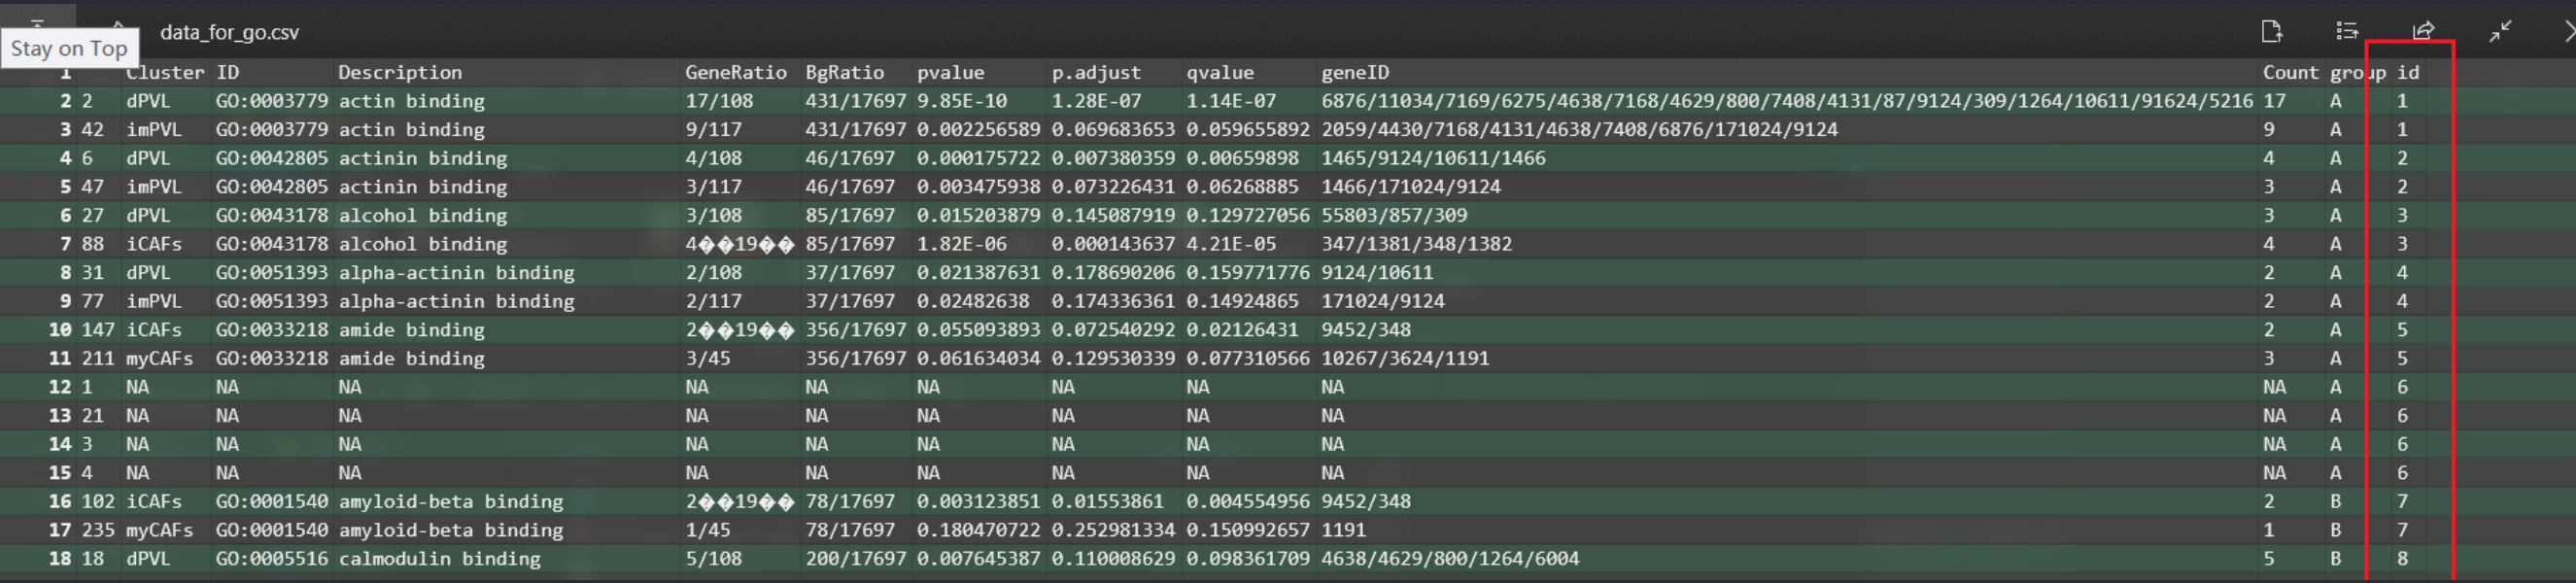 data_for_go.csv
Stay on Top
1 Cluster ID Description GeneRatio BgRatio pvalue p.adjust qvalue geneID Count group id
2 2 dPVL GO:0003779 actin binding 17/108 431/17697 9.85E-10 1.28E-07 1.14E-07 6876/11034/7169/6275/4638/7168/4629/800/7408/4131/87/9124/309/1264/10611/91624/5216 17 A 1
3 42 imPVL GO:0003779 actin binding 9/117 431/17697 0.002256589 0.069683653 0.059655892 2059/4430/7168/4131/4638/7408/6876/171024/9124 9 A 1
4 6 dPVL GO:0042805 actinin binding 4/108 46/17697 0.000175722 0.007380359 0.00659898 1465/9124/10611/1466 4 A 2
5 47 imPVL GO:0042805 actinin binding 3/117 46/17697 0.003475938 0.073226431 0.06268885 1466/171024/9124 3 A 2
6 27 dPVL GO:0043178 alcohol binding 3/108 85/17697 0.015203879 0.145087919 0.129727056 55803/857/309 3 A 3
7 88 iCAFs GO:0043178 alcohol binding 4��19�� 85/17697 1.82E-06 0.000143637 4.21E-05 347/1381/348/1382 4 A 3
8 31 dPVL GO:0051393 alpha-actinin binding 2/108 37/17697 0.021387631 0.178690206 0.159771776 9124/10611 2 A 4
9 77 imPVL GO:0051393 alpha-actinin binding 2/117 37/17697 0.02482638 0.174336361 0.14924865 171024/9124 2 A 4
10 147 iCAFs GO:0033218 amide binding 2��19�� 356/17697 0.055093893 0.072540292 0.02126431 9452/348 2 A 5
11 211 myCAFs GO:0033218 amide binding 3/45 356/17697 0.061634034 0.129530339 0.077310566 10267/3624/1191 3 A 5
12 1 NA NA NA NA NA NA NA NA NA NA A 6
13 21 NA NA NA NA NA NA NA NA NA NA A 6
14 3 NA NA NA NA NA NA NA NA NA NA A 6
15 4 NA NA NA NA NA NA NA NA NA NA A 6
16 102 iCAFs GO:0001540 amyloid-beta binding 2��19�� 78/17697 0.003123851 0.01553861 0.004554956 9452/348 2 B 7
17 235 myCAFs GO:0001540 amyloid-beta binding 1/45 78/17697 0.180470722 0.252981334 0.150992657 1191 1 B 7
18 18 dPVL GO:0005516 calmodulin binding 5/108 200/17697 0.007645387 0.110008629 0.098361709 4638/4629/800/1264/6004 5 B 8